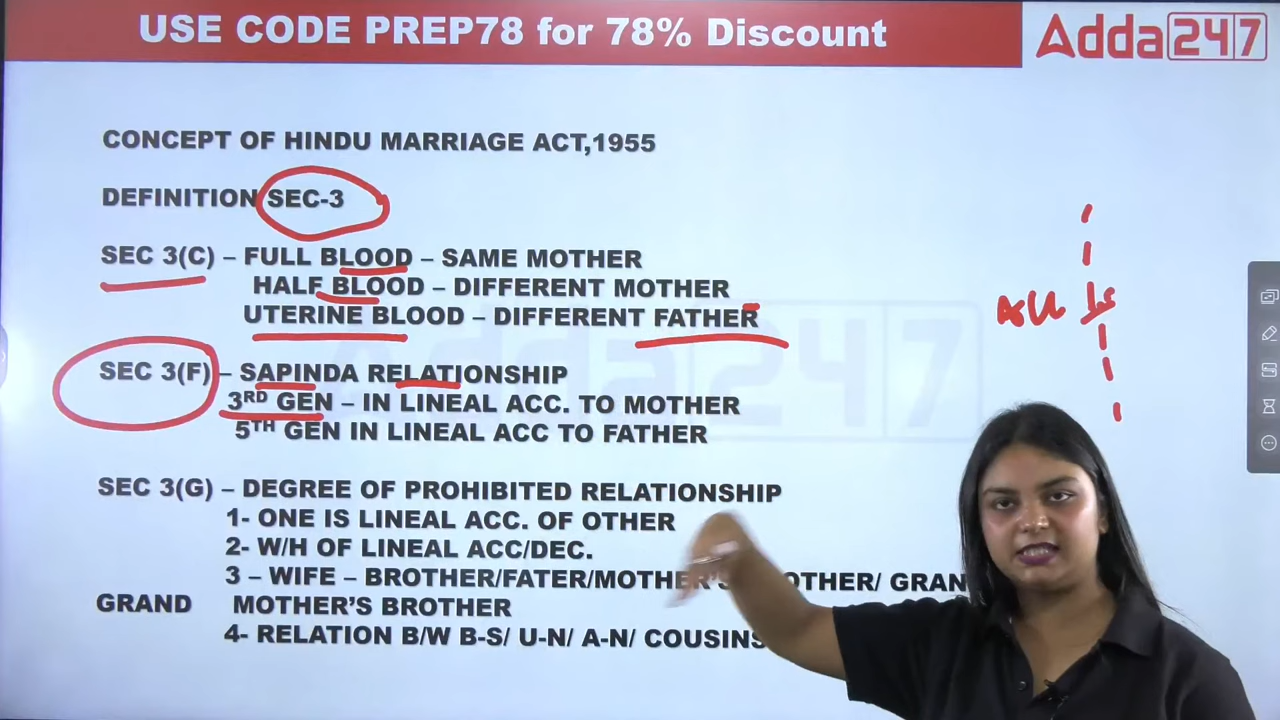 USE CODE PREP78 for 78% Discount
Adda247
CONCEPT OF HINDU MARRIAGE ACT,1955
DEFINITION SEC-3
SEC 3(C) – FULL BLOOD – SAME MOTHER
HALF BLOOD – DIFFERENT MOTHER
UTERINE BLOOD – DIFFERENT FATHER
SEC 3(F) – SAPINDA RELATIONSHIP
3RD GEN – IN LINEAL ACC. TO MOTHER
5TH GEN IN LINEAL ACC TO FATHER
SEC 3(G) – DEGREE OF PROHIBITED RELATIONSHIP
1- ONE IS LINEAL ACC. OF OTHER
2- W/H OF LINEAL ACC/DEC.
3 – WIFE – BROTHER/FATER/MOTHER'S
GRAND MOTHER'S BROTHER
4- RELATION B/W B-S/ U-N/ A-N/ COUSINS